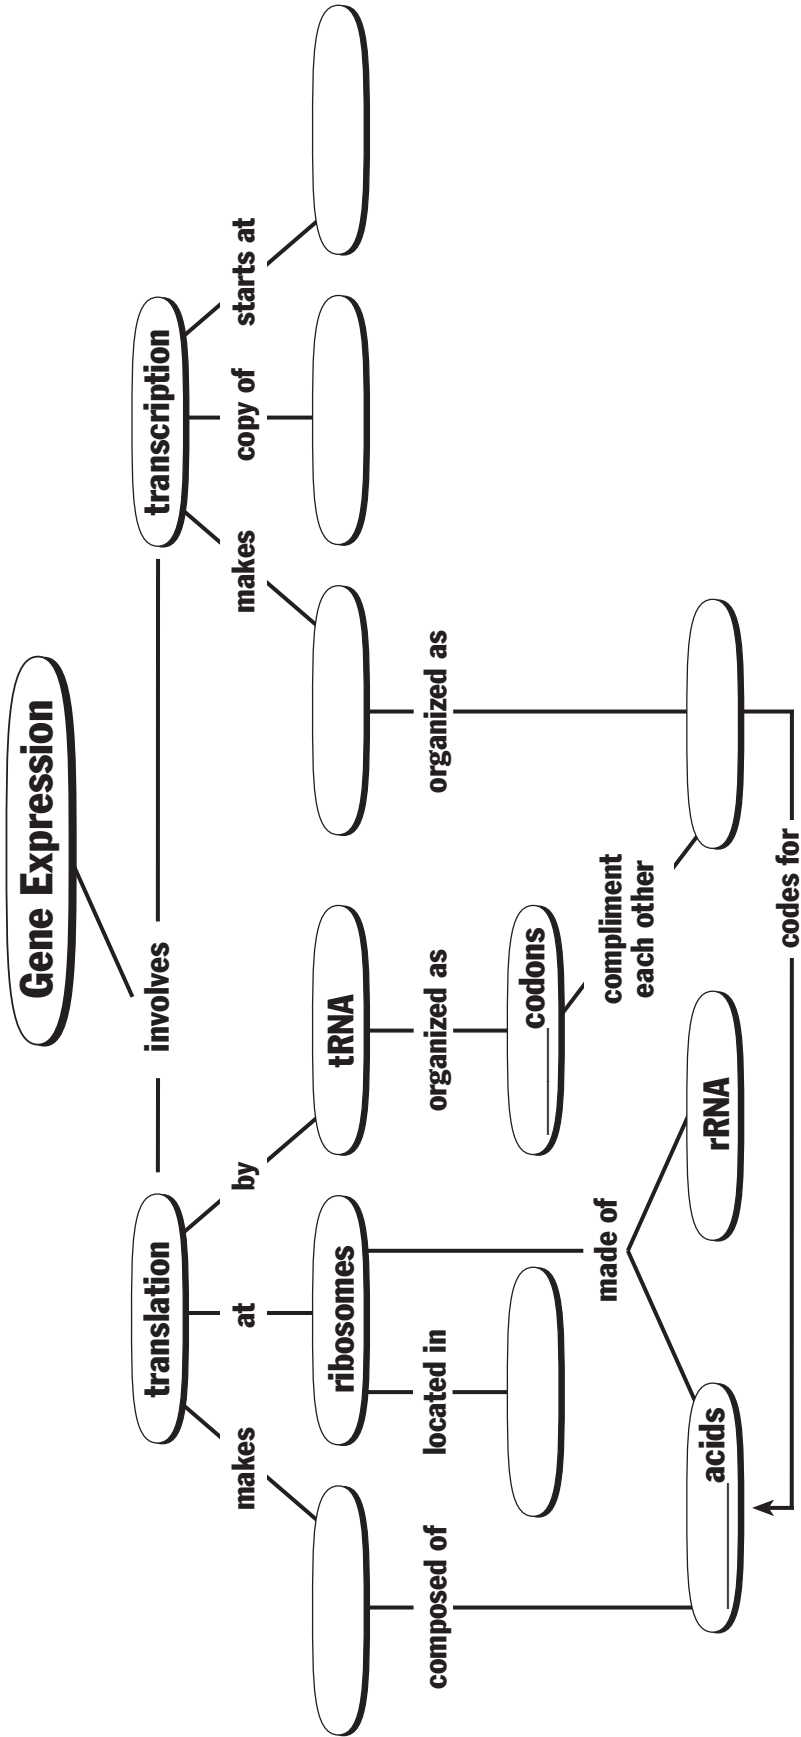 Gene Expression
involves
translation
transcription
makes
at
by
makes
copy of
starts at
ribosomes
tRNA
composed of
located in
organized as
organized as
codons
made of
compliment
each other
acids
rRNA
codes for